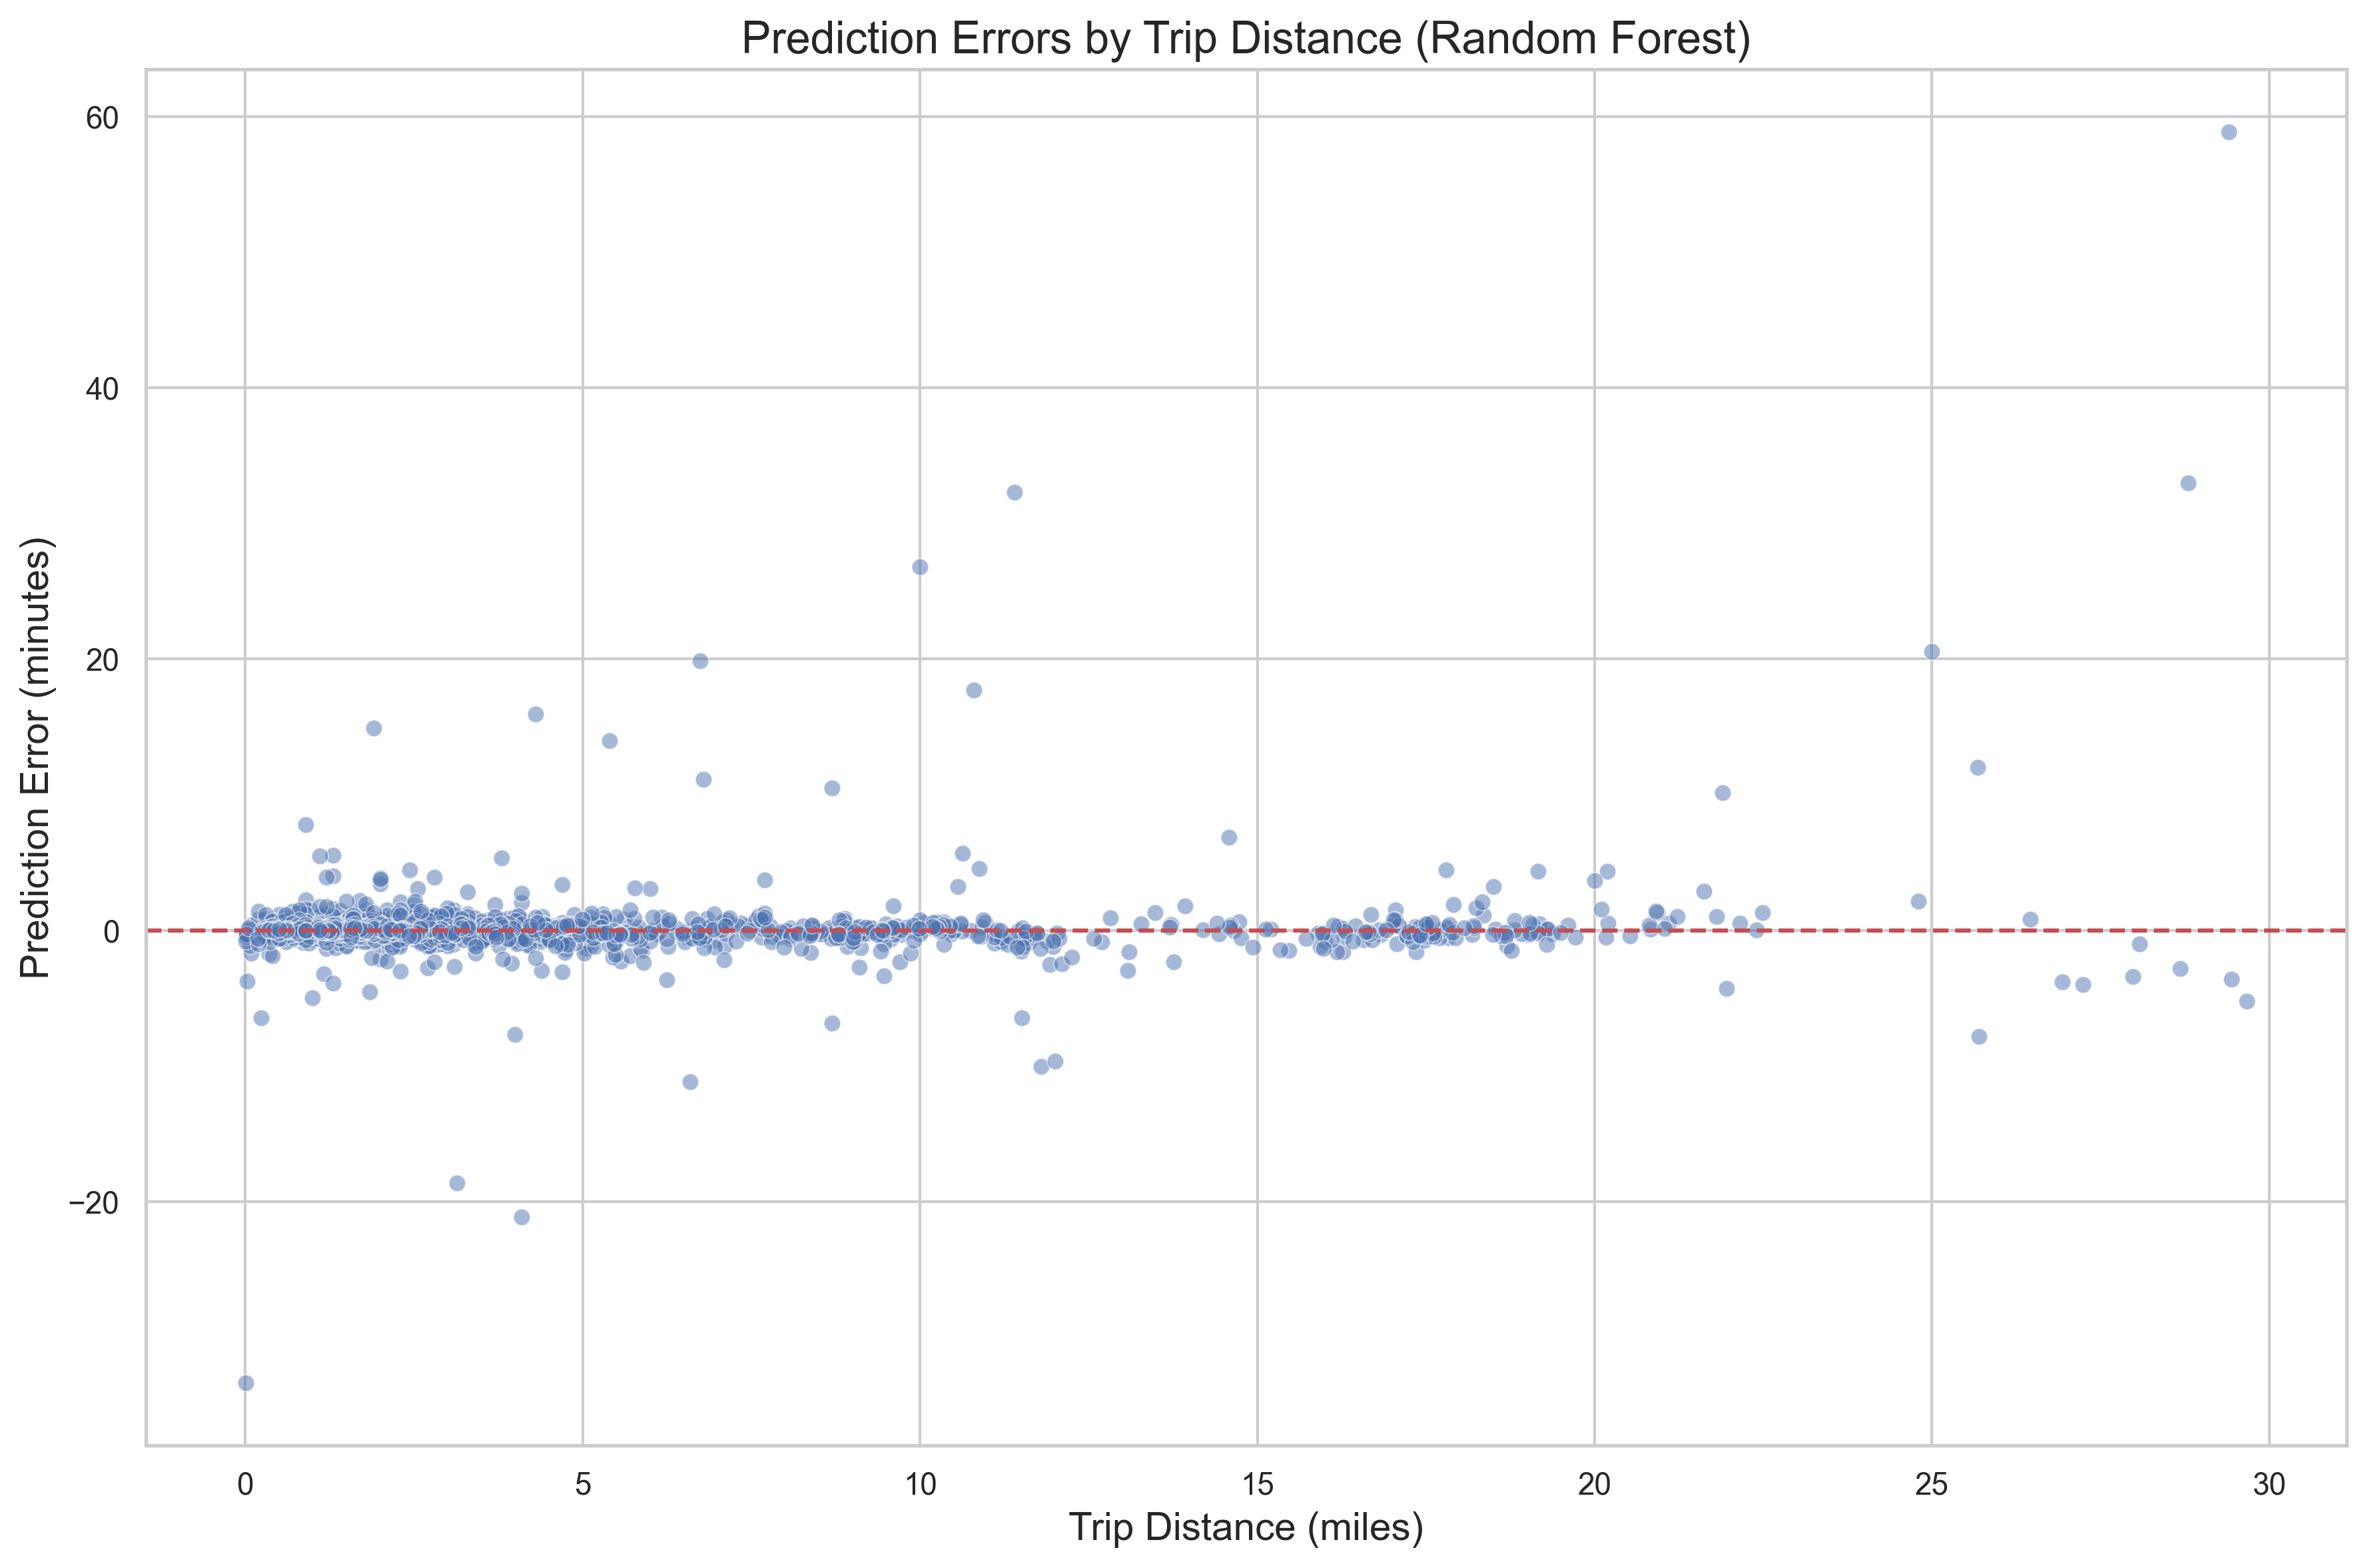 Prediction Errors by Trip Distance (Random Forest)
60
40
20
0
−20
Prediction Error (minutes)
0 5 10 15 20 25 30
Trip Distance (miles)